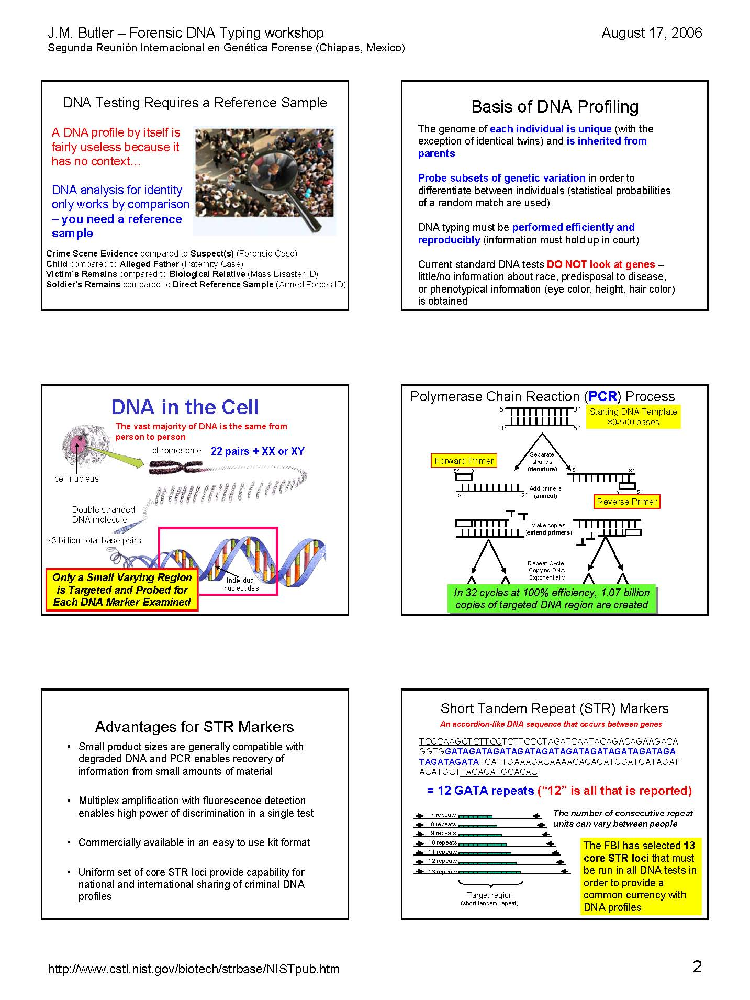 J.M. Butler – Forensic DNA Typing workshop
August 17, 2006
Segunda Reunión Internacional en Genética Forense (Chiapas, Mexico)
DNA Testing Requires a Reference Sample
A DNA profile by itself is
fairly useless because it
has no context…
DNA analysis for identity
only works by comparison
– you need a reference
sample
Crime Scene Evidence compared to Suspect(s) (Forensic Case)
Child compared to Alleged Father (Paternity Case)
Victim's Remains compared to Biological Relative (Mass Disaster ID)
Soldier's Remains compared to Direct Reference Sample (Armed Forces ID)
Basis of DNA Profiling
The genome of each individual is unique (with the
exception of identical twins) and is inherited from
parents
Probe subsets of genetic variation in order to
differentiate between individuals (statistical probabilities
of a random match are used)
DNA typing must be performed efficiently and
reproducibly (information must hold up in court)
Current standard DNA tests DO NOT look at genes –
little/no information about race, predisposal to disease,
or phenotypical information (eye color, height, hair color)
is obtained
DNA in the Cell
The vast majority of DNA is the same from
person to person
chromosome
22 pairs + XX or XY
cell nucleus
Double stranded
DNA molecule
~3 billion total base pairs
Only a Small Varying Region
is Targeted and Probed for
Each DNA Marker Examined
Individual
nucleotides
Polymerase Chain Reaction (PCR) Process
5′
3′
3′
5′
Starting DNA Template
80-500 bases
Separate
strands
(denature)
Forward Primer
5′
3′
5′
3′
Add primers
(anneal)
3′
5′
3′
5′
Reverse Primer
Make copies
(extend primers)
Repeat Cycle,
Copying DNA
Exponentially
In 32 cycles at 100% efficiency, 1.07 billion
copies of targeted DNA region are created
Advantages for STR Markers
• Small product sizes are generally compatible with
degraded DNA and PCR enables recovery of
information from small amounts of material
• Multiplex amplification with fluorescence detection
enables high power of discrimination in a single test
• Commercially available in an easy to use kit format
• Uniform set of core STR loci provide capability for
national and international sharing of criminal DNA
profiles
Short Tandem Repeat (STR) Markers
An accordion-like DNA sequence that occurs between genes
TCCCAAGCTCTTCCTCTTCCCTAGATCAATACAGACAGAAGACA
GGTGGATAGATAGATAGATAGATAGATAGATAGATAGATAGATAGA
TAGATAGATATCATTGAAAGACAAAACAGAGATGGATGATAGAT
ACATGCTTACAGATGCACAC
= 12 GATA repeats (“12” is all that is reported)
7 repeats
8 repeats
9 repeats
10 repeats
11 repeats
12 repeats
13 repeats
Target region
(short tandem repeat)
The number of consecutive repeat
units can vary between people
The FBI has selected 13
core STR loci that must
be run in all DNA tests in
order to provide a
common currency with
DNA profiles
http://www.cstl.nist.gov/biotech/strbase/NISTpub.htm
2